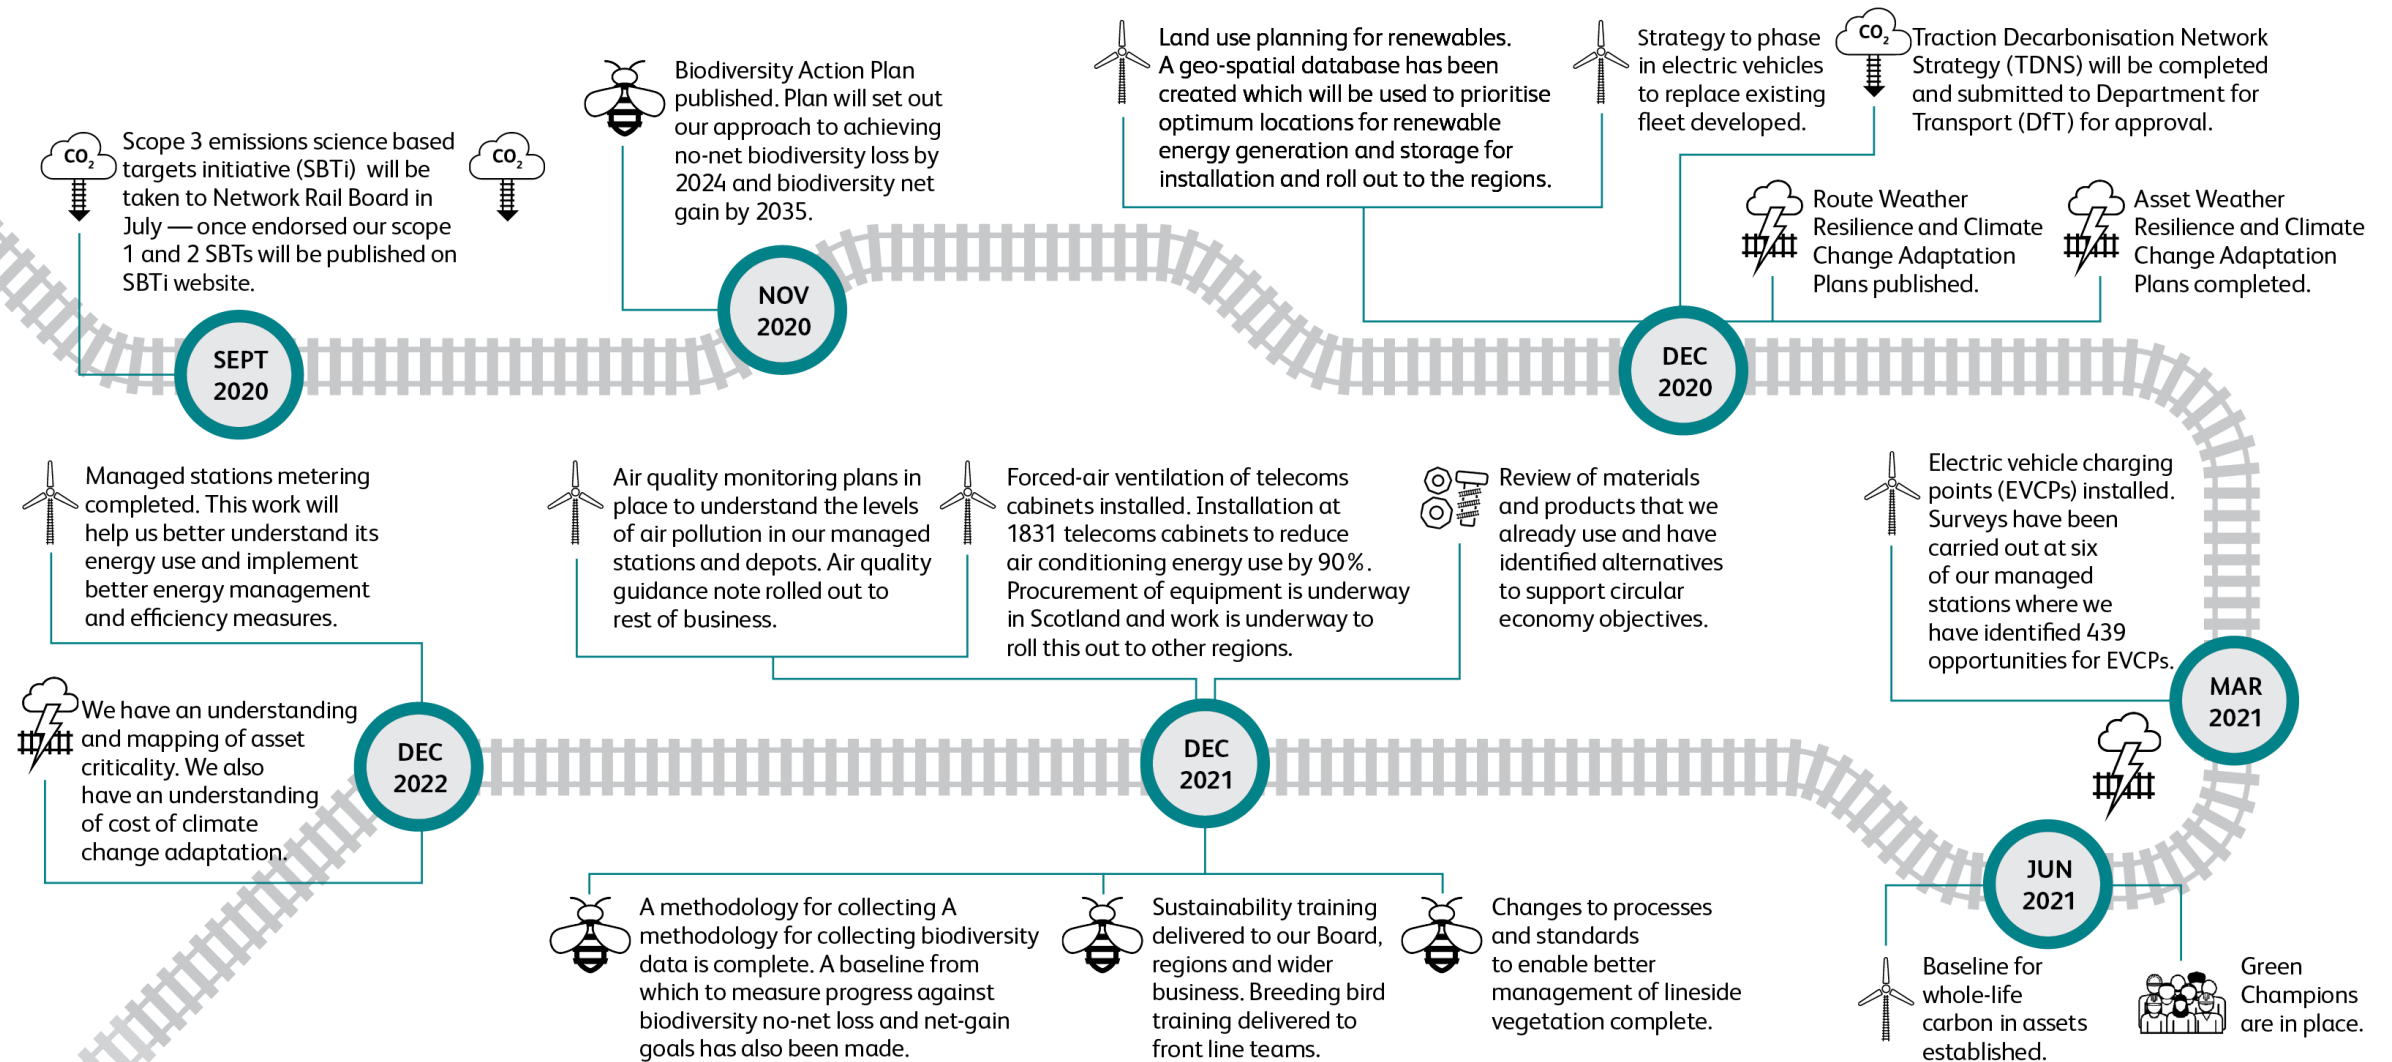 CO₂
Scope 3 emissions science based
targets initiative (SBTi) will be
taken to Network Rail Board in
July — once endorsed our scope
1 and 2 SBTs will be published on
SBTi website.
SEPT
2020
CO₂
Biodiversity Action Plan
published. Plan will set out
our approach to achieving
no-net biodiversity loss by
2024 and biodiversity net
gain by 2035.
NOV
2020
Land use planning for renewables.
A geo-spatial database has been
created which will be used to prioritise
optimum locations for renewable
energy generation and storage for
installation and roll out to the regions.
Strategy to phase
in electric vehicles
to replace existing
fleet developed.
CO₂
Traction Decarbonisation Network
Strategy (TDNS) will be completed
and submitted to Department for
Transport (DfT) for approval.
Route Weather
Resilience and Climate
Change Adaptation
Plans published.
Asset Weather
Resilience and Climate
Change Adaptation
Plans completed.
DEC
2020
Electric vehicle charging
points (EVCPs) installed.
Surveys have been
carried out at six
of our managed
stations where we
have identified 439
opportunities for EVCPs.
MAR
2021
JUN
2021
Baseline for
whole-life
carbon in assets
established.
Green
Champions
are in place.
Air quality monitoring plans in
place to understand the levels
of air pollution in our managed
stations and depots. Air quality
guidance note rolled out to
rest of business.
Forced-air ventilation of telecoms
cabinets installed. Installation at
1831 telecoms cabinets to reduce
air conditioning energy use by 90%.
Procurement of equipment is underway
in Scotland and work is underway to
roll this out to other regions.
Review of materials
and products that we
already use and have
identified alternatives
to support circular
economy objectives.
DEC
2021
A methodology for collecting A
methodology for collecting biodiversity
data is complete. A baseline from
which to measure progress against
biodiversity no-net loss and net-gain
goals has also been made.
Sustainability training
delivered to our Board,
regions and wider
business. Breeding bird
training delivered to
front line teams.
Changes to processes
and standards
to enable better
management of lineside
vegetation complete.
Managed stations metering
completed. This work will
help us better understand its
energy use and implement
better energy management
and efficiency measures.
We have an understanding
and mapping of asset
criticality. We also
have an understanding
of cost of climate
change adaptation.
DEC
2022